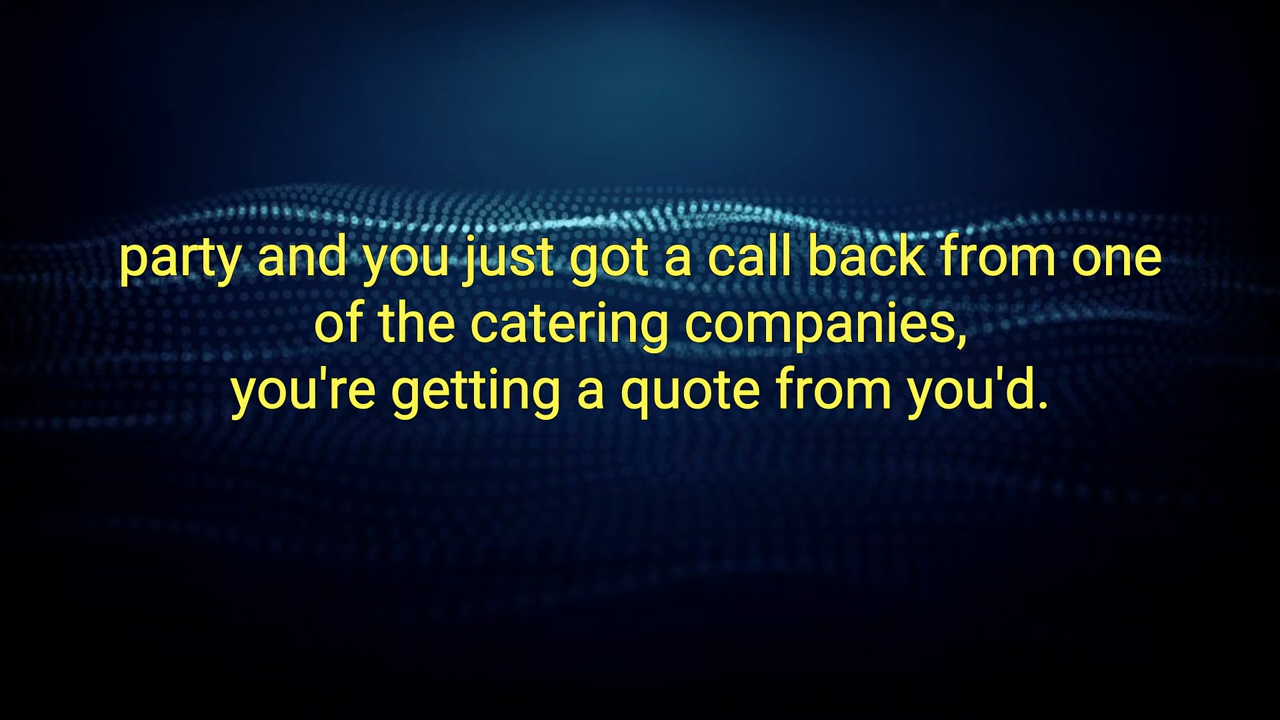 party and you just got a call back from one
of the catering companies,
you're getting a quote from you'd.